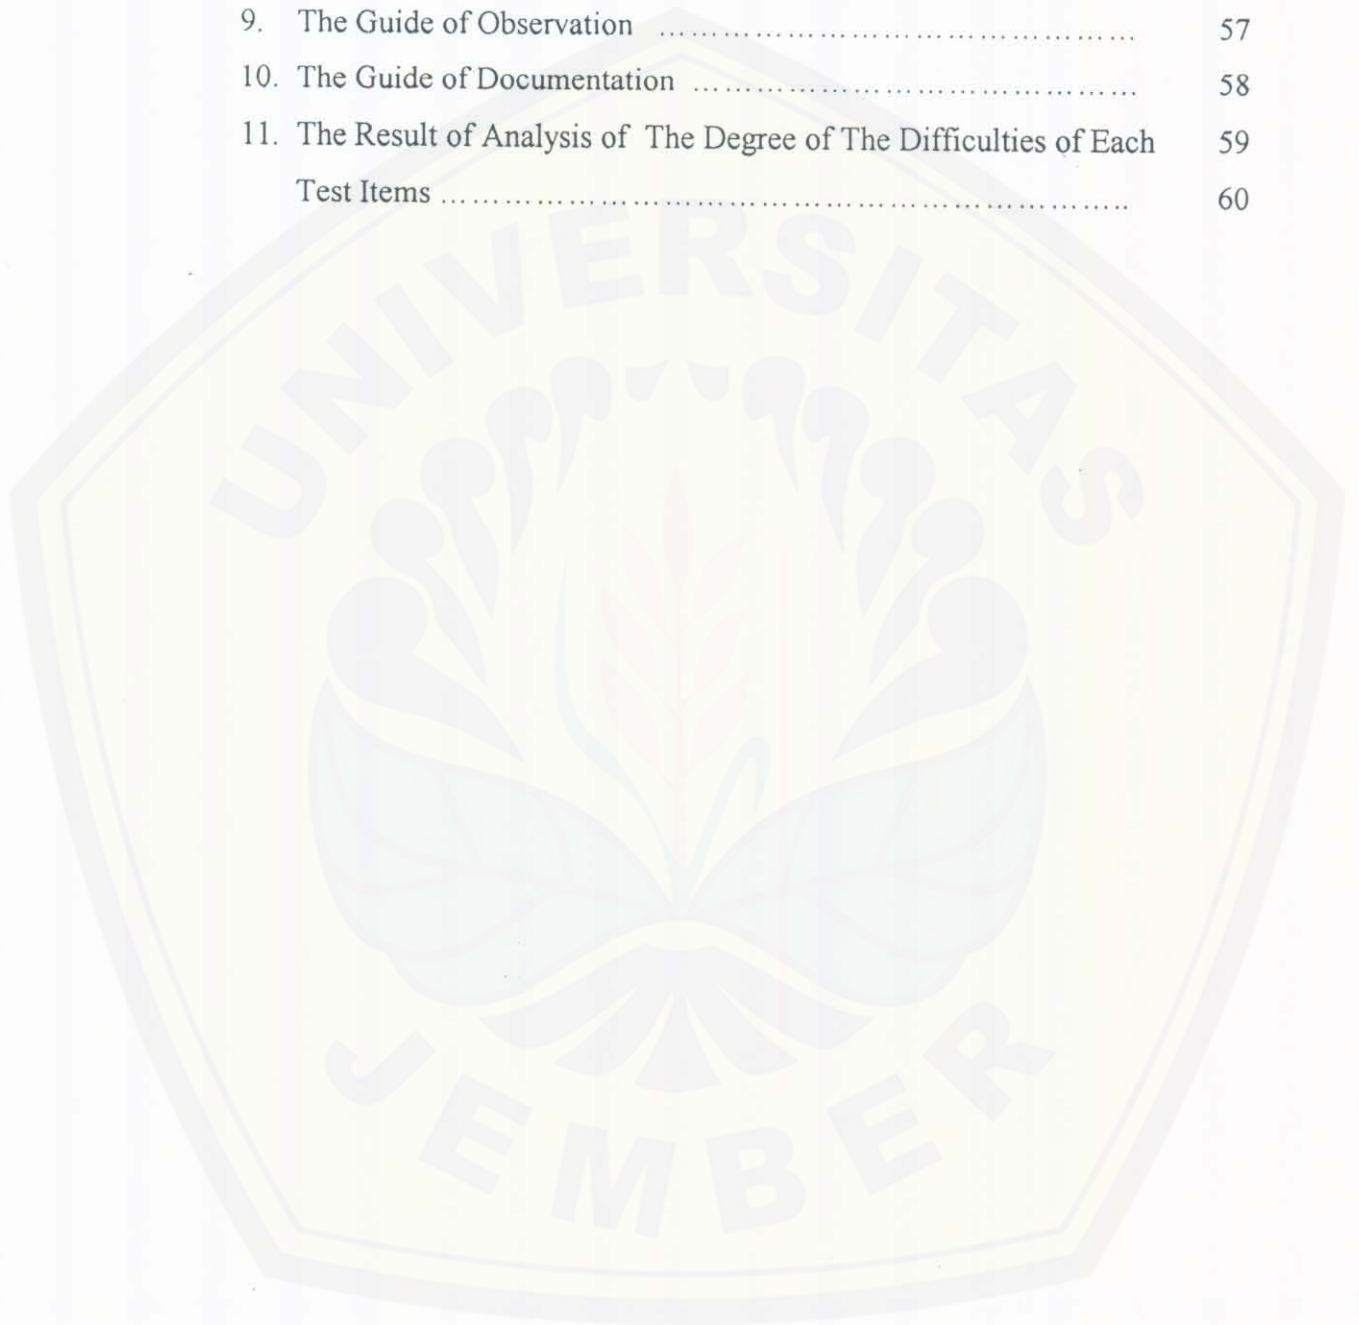 9. The Guide of Observation ................................................ 57
10. The Guide of Documentation ............................................. 58
11. The Result of Analysis of The Degree of The Difficulties of Each 59
Test Items ..................................................................... 60
UNIVERSITAS
JEMBER